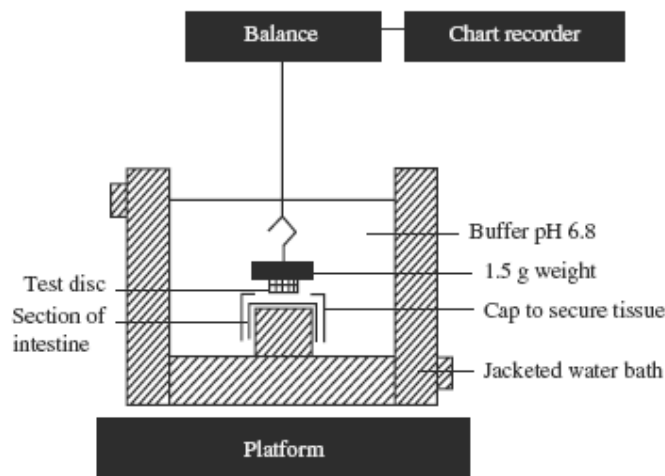 Balance
Chart recorder
Buffer pH 6.8
1.5 g weight
Test disc
Cap to secure tissue
Section of
intestine
Jacketed water bath
Platform